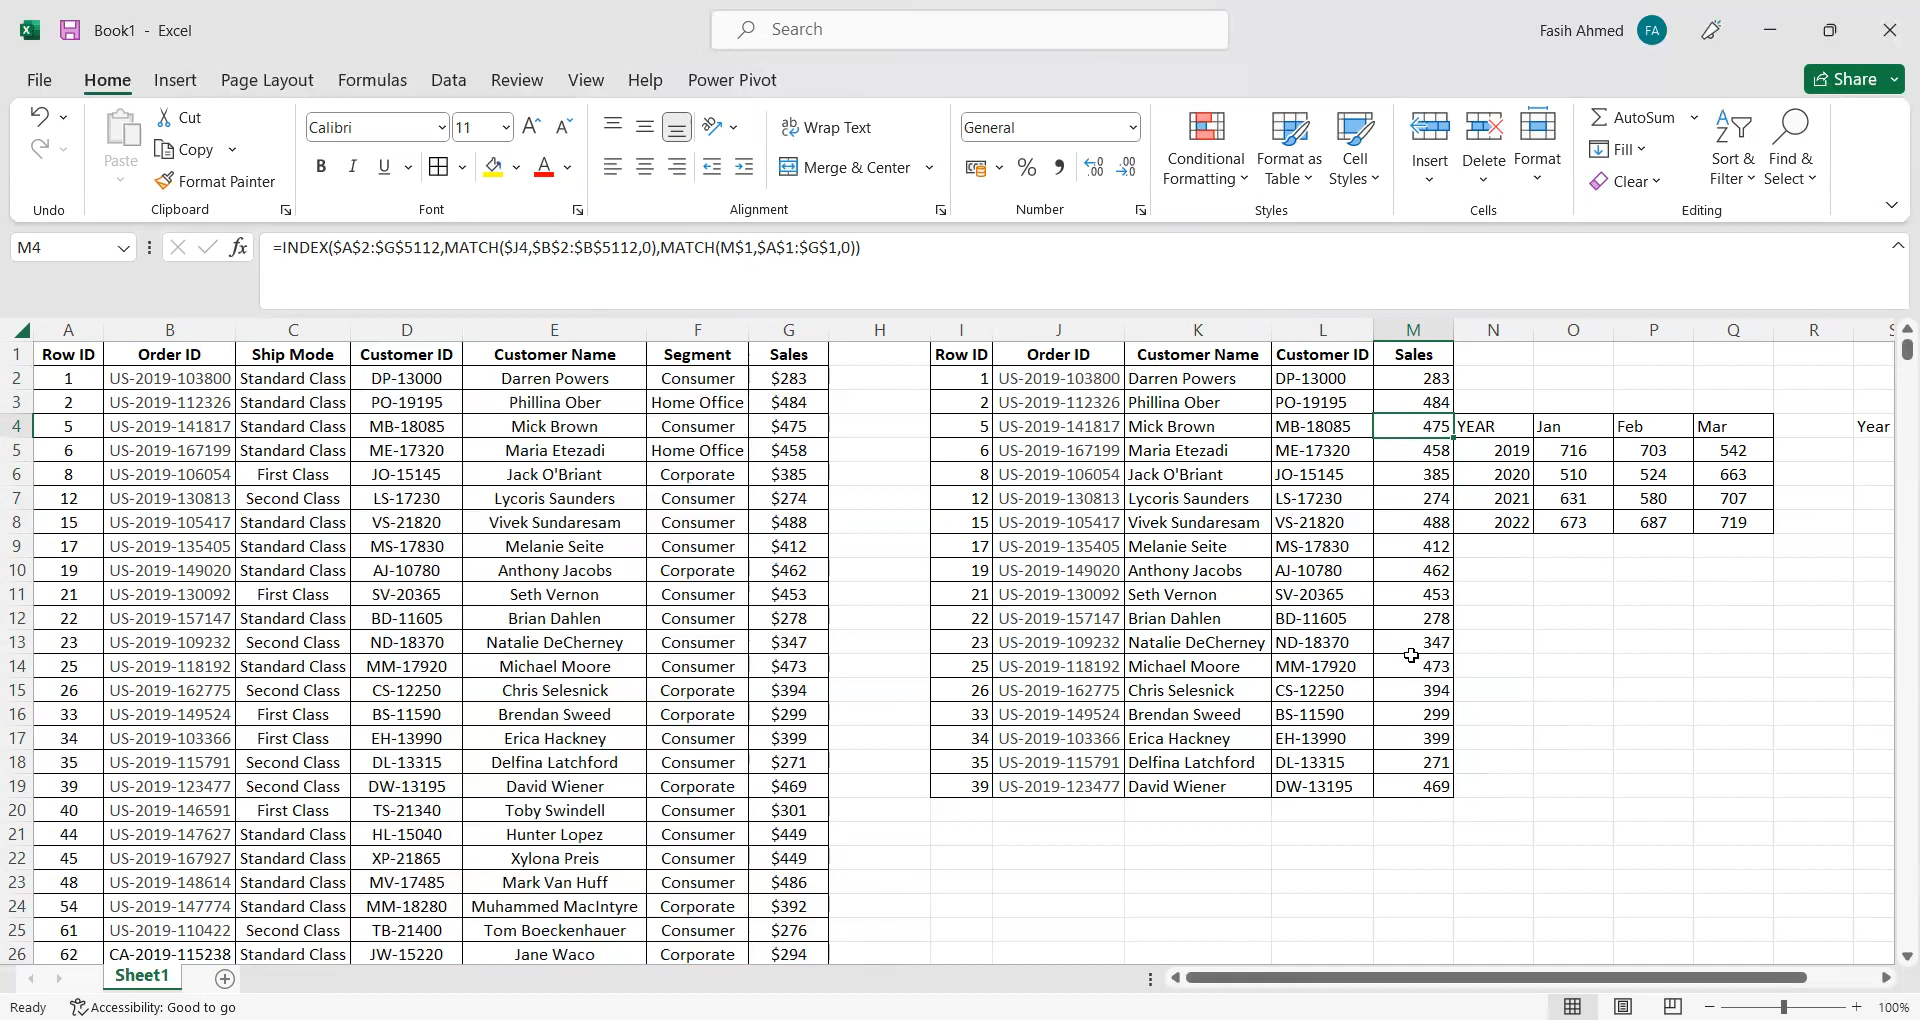 Book1 - Excel
Search
Fasih Ahmed FA
File Home Insert Page Layout Formulas Data Review View Help Power Pivot
Share
Paste
Cut
Copy
Format Painter
Calibri 11
B I U
Wrap Text
Merge & Center
General
Conditional Formatting
Format as Table
Cell Styles
Insert
Delete
Format
AutoSum
Fill
Clear
Sort & Filter
Find & Select
Undo Clipboard Font Alignment Number Styles Cells Editing
M4 fx =INDEX($A$2:$G$5112,MATCH($J4,$B$2:$B$5112,0),MATCH(M$1,$A$1:$G$1,0))
A B C D E F G H I J K L M N O P Q R S
1 Row ID Order ID Ship Mode Customer ID Customer Name Segment Sales Row ID Order ID Customer Name Customer ID Sales
2 1 US-2019-103800 Standard Class DP-13000 Darren Powers Consumer $283 1 US-2019-103800 Darren Powers DP-13000 283
3 2 US-2019-112326 Standard Class PO-19195 Phillina Ober Home Office $484 2 US-2019-112326 Phillina Ober PO-19195 484
4 5 US-2019-141817 Standard Class MB-18085 Mick Brown Consumer $475 5 US-2019-141817 Mick Brown MB-18085 475 YEAR Jan Feb Mar Year
5 6 US-2019-167199 Standard Class ME-17320 Maria Etezadi Home Office $458 6 US-2019-167199 Maria Etezadi ME-17320 458 2019 716 703 542
6 8 US-2019-106054 First Class JO-15145 Jack O'Briant Corporate $385 8 US-2019-106054 Jack O'Briant JO-15145 385 2020 510 524 663
7 12 US-2019-130813 Second Class LS-17230 Lycoris Saunders Consumer $274 12 US-2019-130813 Lycoris Saunders LS-17230 274 2021 631 580 707
8 15 US-2019-105417 Standard Class VS-21820 Vivek Sundaresam Consumer $488 15 US-2019-105417 Vivek Sundaresam VS-21820 488 2022 673 687 719
9 17 US-2019-135405 Standard Class MS-17830 Melanie Seite Consumer $412 17 US-2019-135405 Melanie Seite MS-17830 412
10 19 US-2019-149020 Standard Class AJ-10780 Anthony Jacobs Corporate $462 19 US-2019-149020 Anthony Jacobs AJ-10780 462
11 21 US-2019-130092 First Class SV-20365 Seth Vernon Consumer $453 21 US-2019-130092 Seth Vernon SV-20365 453
12 22 US-2019-157147 Standard Class BD-11605 Brian Dahlen Consumer $278 22 US-2019-157147 Brian Dahlen BD-11605 278
13 23 US-2019-109232 Second Class ND-18370 Natalie DeCherney Consumer $347 23 US-2019-109232 Natalie DeCherney ND-18370 347
14 25 US-2019-118192 Standard Class MM-17920 Michael Moore Consumer $473 25 US-2019-118192 Michael Moore MM-17920 473
15 26 US-2019-162775 Second Class CS-12250 Chris Selesnick Corporate $394 26 US-2019-162775 Chris Selesnick CS-12250 394
16 33 US-2019-149524 First Class BS-11590 Brendan Sweed Corporate $299 33 US-2019-149524 Brendan Sweed BS-11590 299
17 34 US-2019-103366 First Class EH-13990 Erica Hackney Consumer $399 34 US-2019-103366 Erica Hackney EH-13990 399
18 35 US-2019-115791 Second Class DL-13315 Delfina Latchford Consumer $271 35 US-2019-115791 Delfina Latchford DL-13315 271
19 39 US-2019-123477 Second Class DW-13195 David Wiener Corporate $469 39 US-2019-123477 David Wiener DW-13195 469
20 40 US-2019-146591 First Class TS-21340 Toby Swindell Consumer $301
21 44 US-2019-147627 Standard Class HL-15040 Hunter Lopez Consumer $449
22 45 US-2019-167927 Standard Class XP-21865 Xylona Preis Consumer $449
23 48 US-2019-148614 Standard Class MV-17485 Mark Van Huff Consumer $486
24 54 US-2019-147774 Standard Class MM-18280 Muhammed MacIntyre Corporate $392
25 61 US-2019-110422 Second Class TB-21400 Tom Boeckenhauer Consumer $276
26 62 CA-2019-115238 Standard Class JW-15220 Jane Waco Corporate $294
Sheet1
Ready Accessibility: Good to go 100%